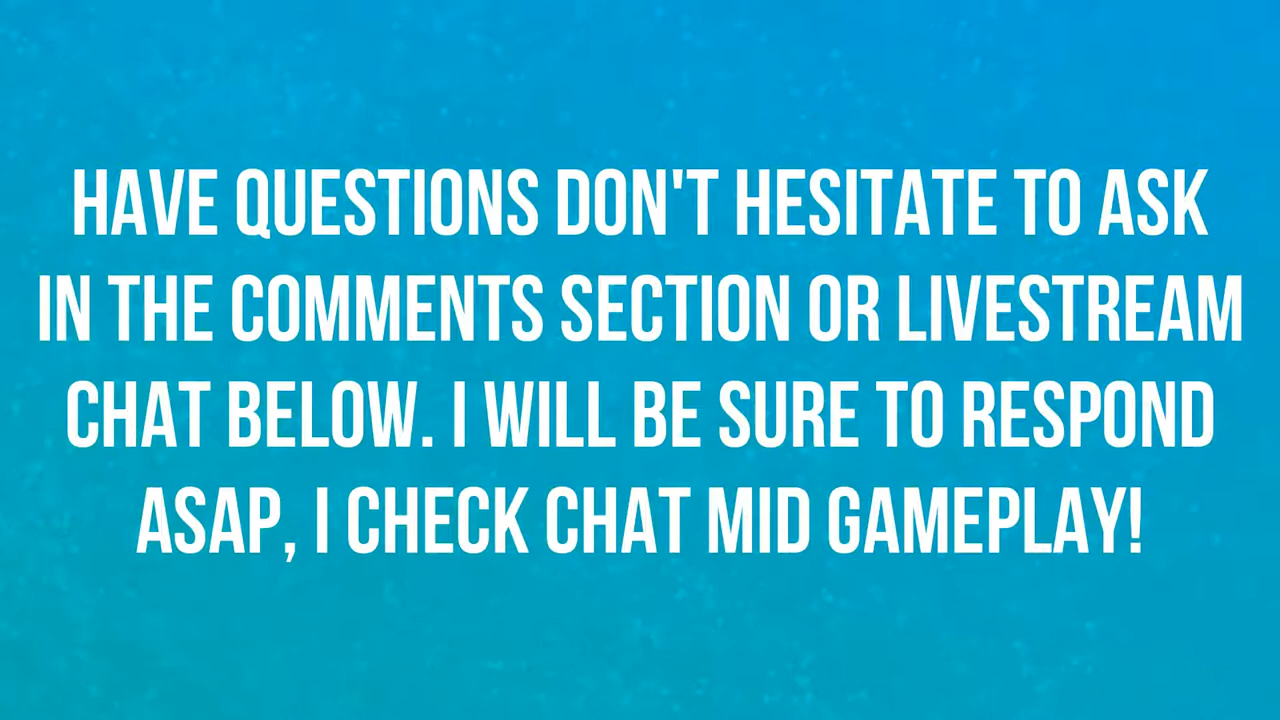 HAVE QUESTIONS DON'T HESITATE TO ASK
IN THE COMMENTS SECTION OR LIVESTREAM
CHAT BELOW. I WILL BE SURE TO RESPOND
ASAP, I CHECK CHAT MID GAMEPLAY!